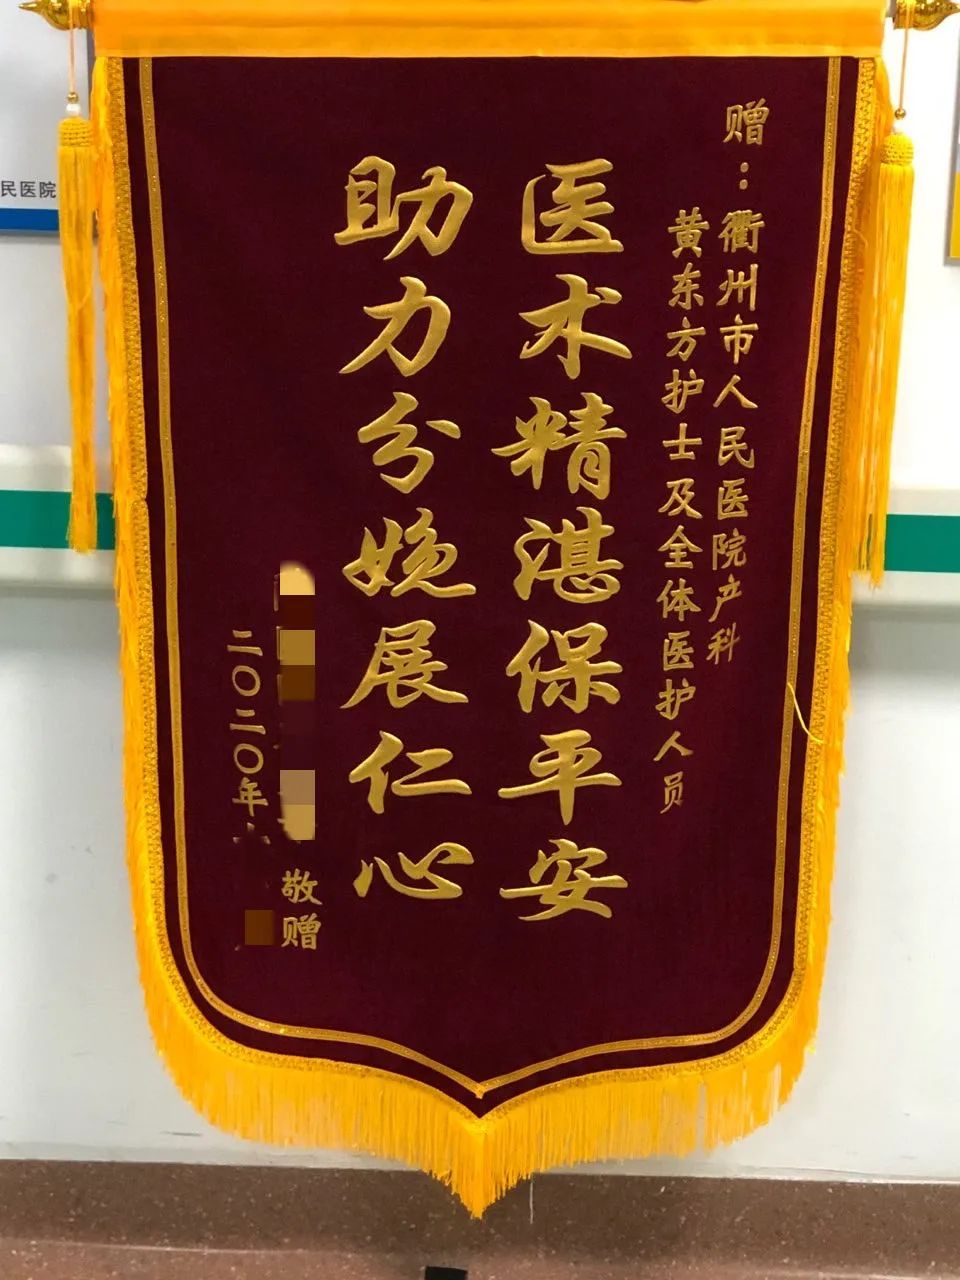 赠：衢州市人民医院产科
黄东方护士及全体医护人员
医术精湛保平安
助力分娩展仁心
敬赠
二〇二〇年
民医院